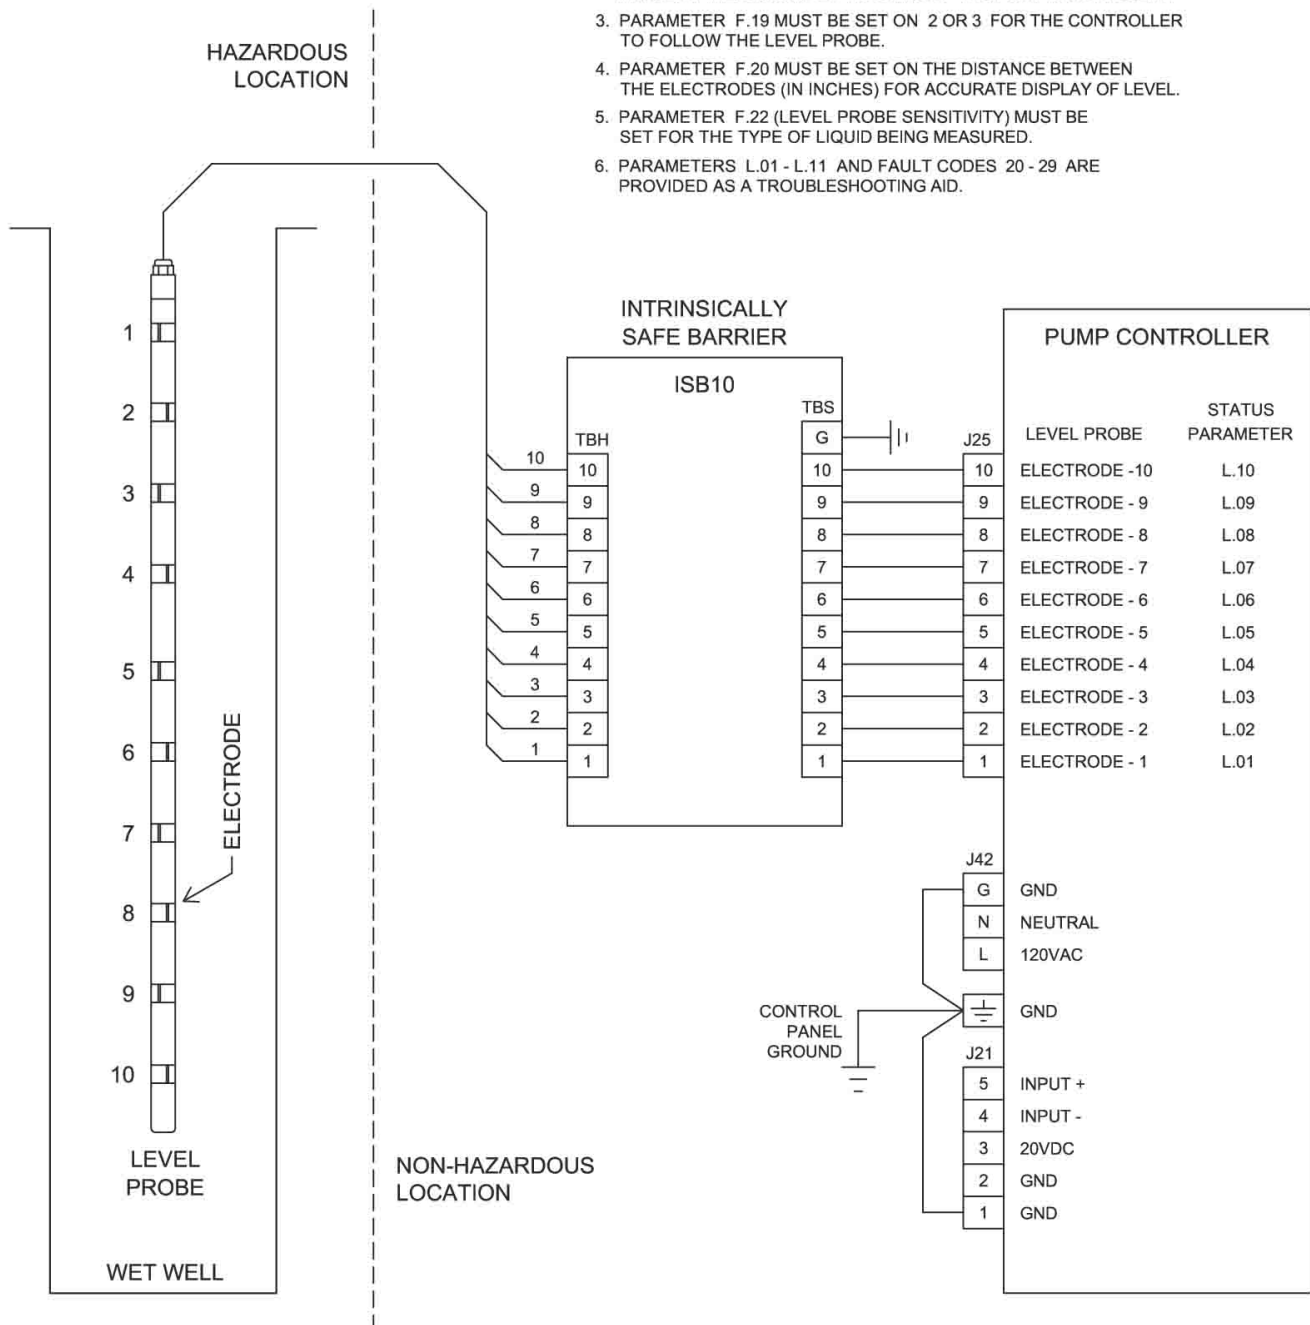 3. PARAMETER F.19 MUST BE SET ON 2 OR 3 FOR THE CONTROLLER
TO FOLLOW THE LEVEL PROBE.
4. PARAMETER F.20 MUST BE SET ON THE DISTANCE BETWEEN
THE ELECTRODES (IN INCHES) FOR ACCURATE DISPLAY OF LEVEL.
5. PARAMETER F.22 (LEVEL PROBE SENSITIVITY) MUST BE
SET FOR THE TYPE OF LIQUID BEING MEASURED.
6. PARAMETERS L.01 - L.11 AND FAULT CODES 20 - 29 ARE
PROVIDED AS A TROUBLESHOOTING AID.
HAZARDOUS
LOCATION
1
2
3
4
5
6
7
8
9
10
ELECTRODE
LEVEL
PROBE
WET WELL
NON-HAZARDOUS
LOCATION
INTRINSICALLY
SAFE BARRIER
ISB10
TBH
10 10
9 9
8 8
7 7
6 6
5 5
4 4
3 3
2 2
1 1
TBS
G
10
9
8
7
6
5
4
3
2
1
PUMP CONTROLLER
J25 LEVEL PROBE STATUS
PARAMETER
10 ELECTRODE -10 L.10
9 ELECTRODE - 9 L.09
8 ELECTRODE - 8 L.08
7 ELECTRODE - 7 L.07
6 ELECTRODE - 6 L.06
5 ELECTRODE - 5 L.05
4 ELECTRODE - 4 L.04
3 ELECTRODE - 3 L.03
2 ELECTRODE - 2 L.02
1 ELECTRODE - 1 L.01
J42
G GND
N NEUTRAL
L 120VAC
GND
CONTROL
PANEL
GROUND
J21
5 INPUT +
4 INPUT -
3 20VDC
2 GND
1 GND